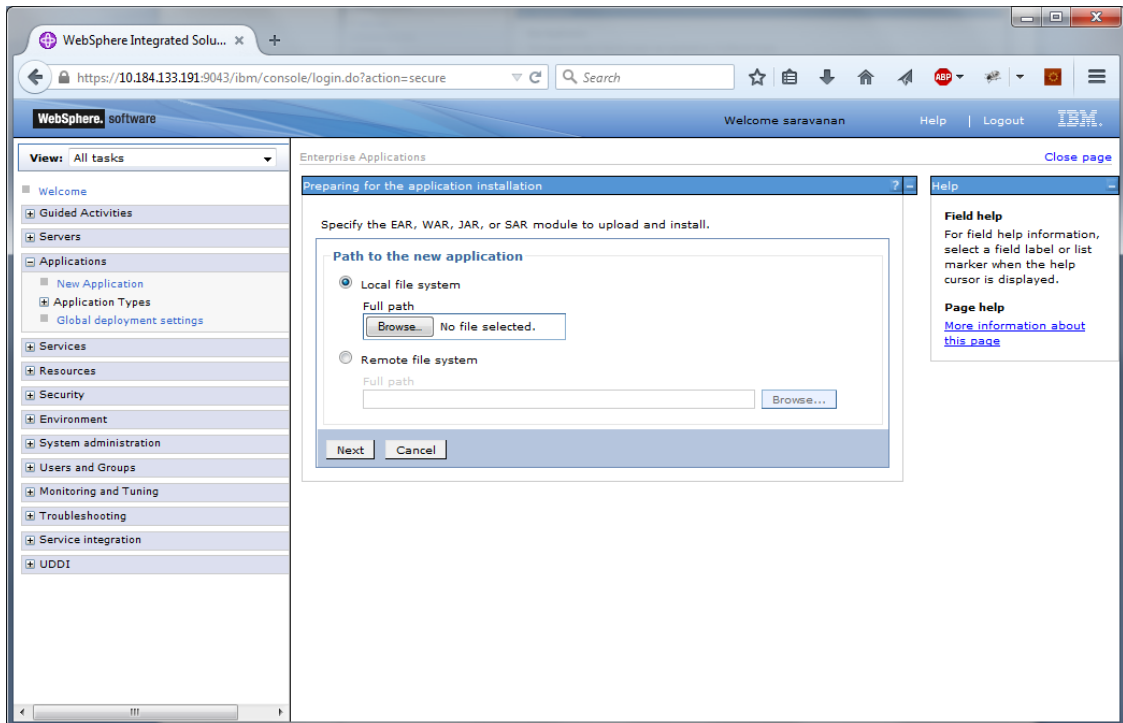 WebSphere Integrated Solu...
https://10.184.133.191:9043/ibm/console/login.do?action=secure
Search
ABP
WebSphere. software
Welcome saravanan
Help | Logout
IBM.
View: All tasks
Welcome
Guided Activities
Servers
Applications
New Application
Application Types
Global deployment settings
Services
Resources
Security
Environment
System administration
Users and Groups
Monitoring and Tuning
Troubleshooting
Service integration
UDDI
Enterprise Applications
Close page
Preparing for the application installation
?
Specify the EAR, WAR, JAR, or SAR module to upload and install.
Path to the new application
Local file system
Full path
Browse... No file selected.
Remote file system
Full path
Browse...
Next Cancel
Help
Field help
For field help information,
select a field label or list
marker when the help
cursor is displayed.
Page help
More information about
this page